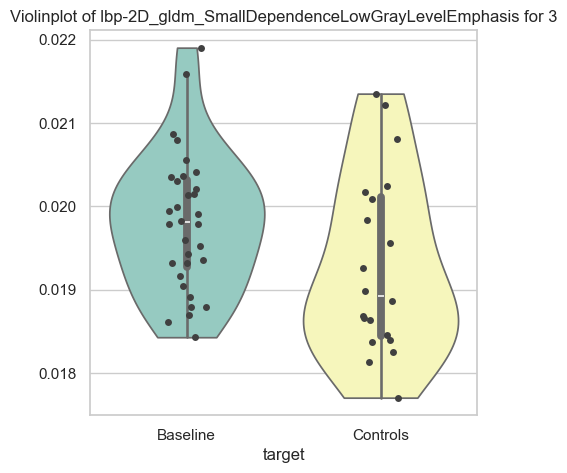 Violinplot of lbp-2D_gldm_SmallDependenceLowGrayLevelEmphasis for 3
0.022
0.021
0.020
0.019
0.018
Baseline
Controls
target